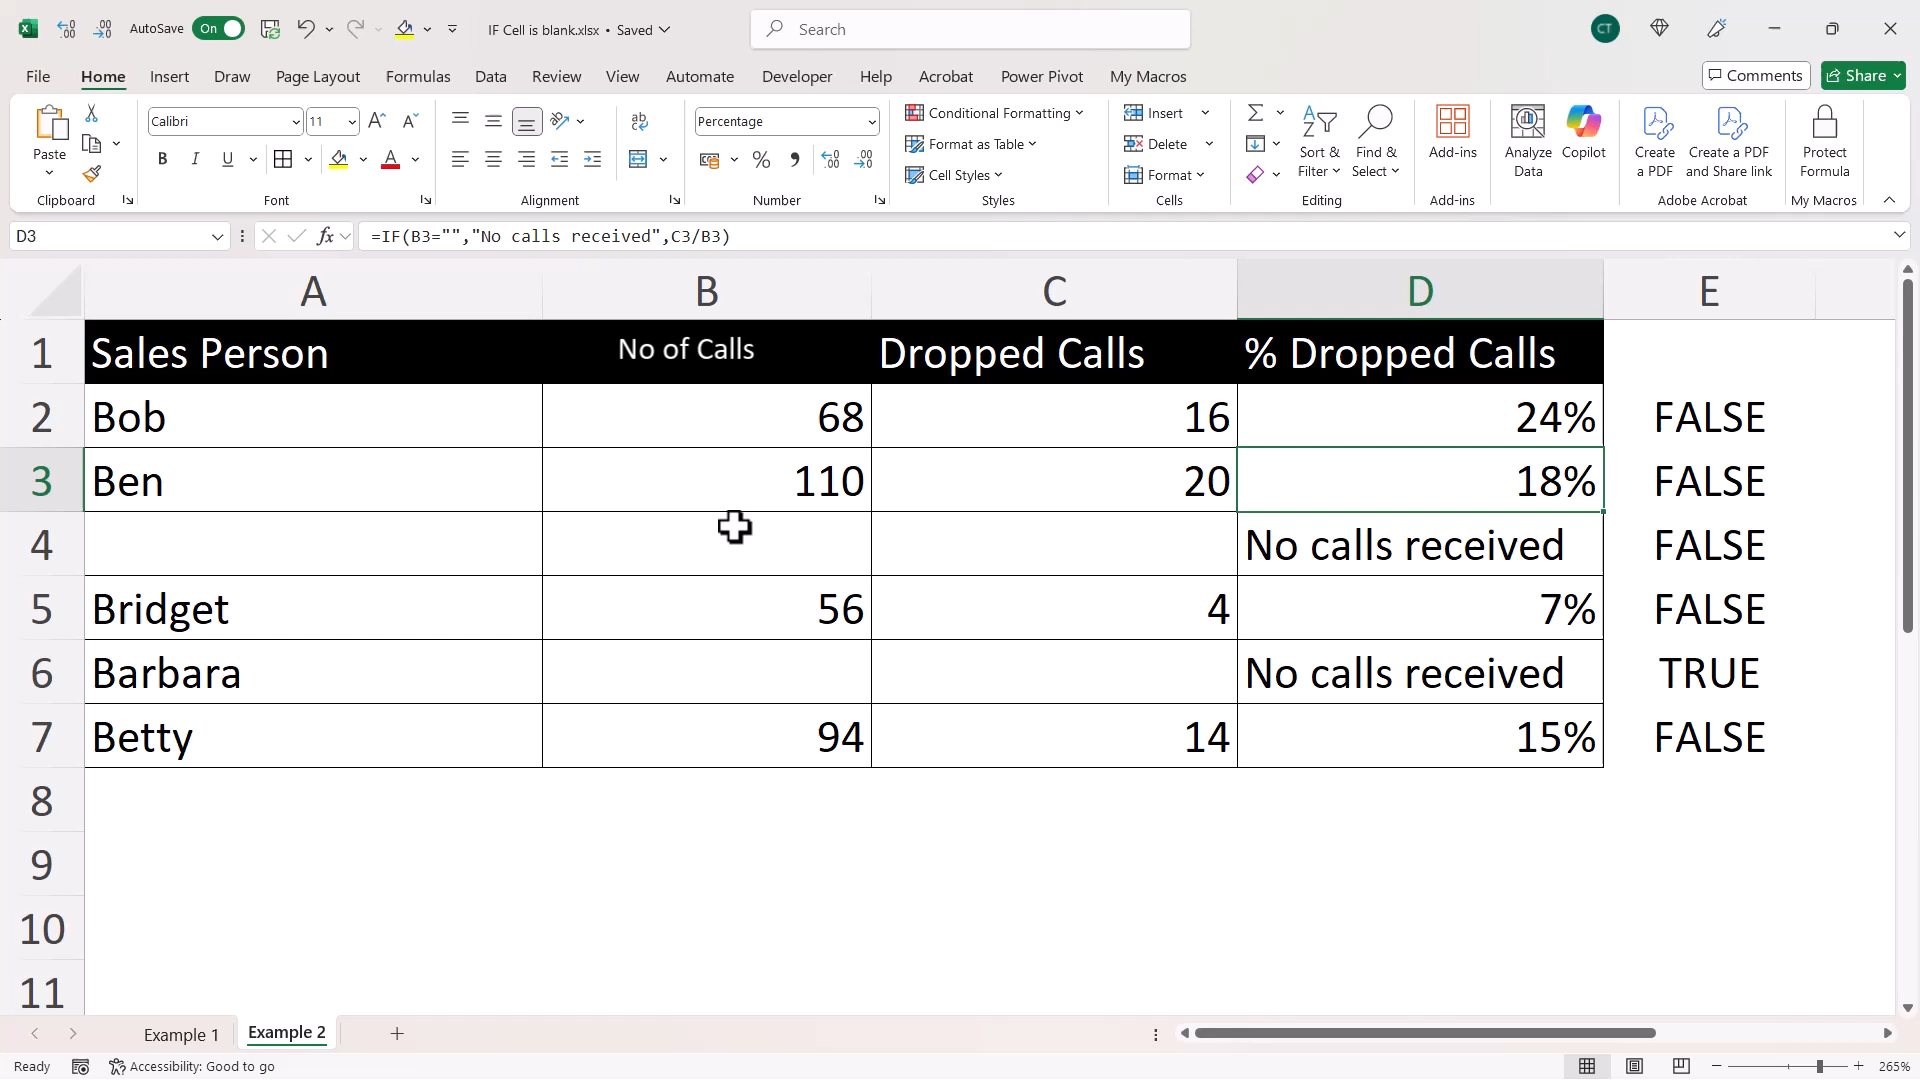 AutoSave On IF Cell is blank.xlsx • Saved Search CT
File Home Insert Draw Page Layout Formulas Data Review View Automate Developer Help Acrobat Power Pivot My Macros Comments Share
Paste
Clipboard
Calibri 11
B I U A
Font
ab
Alignment
Percentage
%
Number
Conditional Formatting
Format as Table
Cell Styles
Styles
Insert
Delete
Format
Cells
Sort &
Filter
Find &
Select
Editing
Add-ins
Add-ins
Analyze
Data
Copilot
Create
a PDF
Create a PDF
and Share link
Adobe Acrobat
Protect
Formula
My Macros
D3 fx =IF(B3="","No calls received",C3/B3)
A B C D E
1 Sales Person No of Calls Dropped Calls % Dropped Calls
2 Bob 68 16 24% FALSE
3 Ben 110 20 18% FALSE
4 No calls received FALSE
5 Bridget 56 4 7% FALSE
6 Barbara No calls received TRUE
7 Betty 94 14 15% FALSE
8
9
10
11
Example 1 Example 2
Ready Accessibility: Good to go 265%